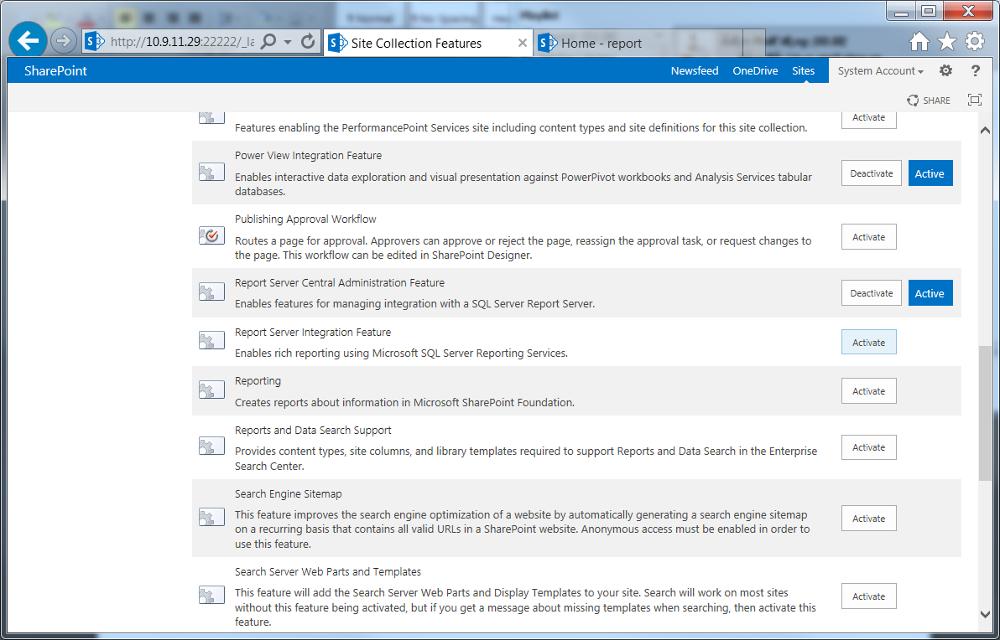 http://10.9.11.29:22222/_la
Site Collection Features
Home - report
SharePoint
Newsfeed OneDrive Sites System Account ?
SHARE
Features enabling the PerformancePoint Services site including content types and site definitions for this site collection.
Activate
Power View Integration Feature
Enables interactive data exploration and visual presentation against PowerPivot workbooks and Analysis Services tabular
databases.
Deactivate Active
Publishing Approval Workflow
Routes a page for approval. Approvers can approve or reject the page, reassign the approval task, or request changes to
the page. This workflow can be edited in SharePoint Designer.
Activate
Report Server Central Administration Feature
Enables features for managing integration with a SQL Server Report Server.
Deactivate Active
Report Server Integration Feature
Enables rich reporting using Microsoft SQL Server Reporting Services.
Activate
Reporting
Creates reports about information in Microsoft SharePoint Foundation.
Activate
Reports and Data Search Support
Provides content types, site columns, and library templates required to support Reports and Data Search in the Enterprise
Search Center.
Activate
Search Engine Sitemap
This feature improves the search engine optimization of a website by automatically generating a search engine sitemap
on a recurring basis that contains all valid URLs in a SharePoint website. Anonymous access must be enabled in order to
use this feature.
Activate
Search Server Web Parts and Templates
This feature will add the Search Server Web Parts and Display Templates to your site. Search will work on most sites
without this feature being activated, but if you get a message about missing templates when searching, then activate this
feature.
Activate